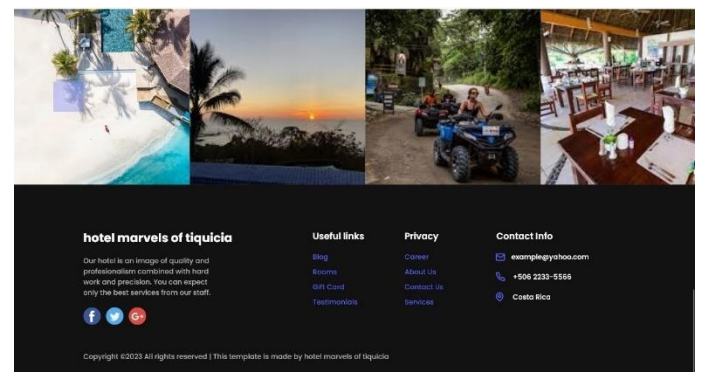 hotel marvels of tiquicia
Our hotel is an image of quality and
profesionalism combined with hard
work and precision. You can expect
only the best services from our staff.
Useful links
Blog
Rooms
Gift Card
Testimonials
Privacy
Career
About Us
Contact Us
Services
Contact Info
example@yahoo.com
+506 2233-5566
Costa Rica
Copyright ©2023 All rights reserved | This template is made by hotel marvels of tiquicia